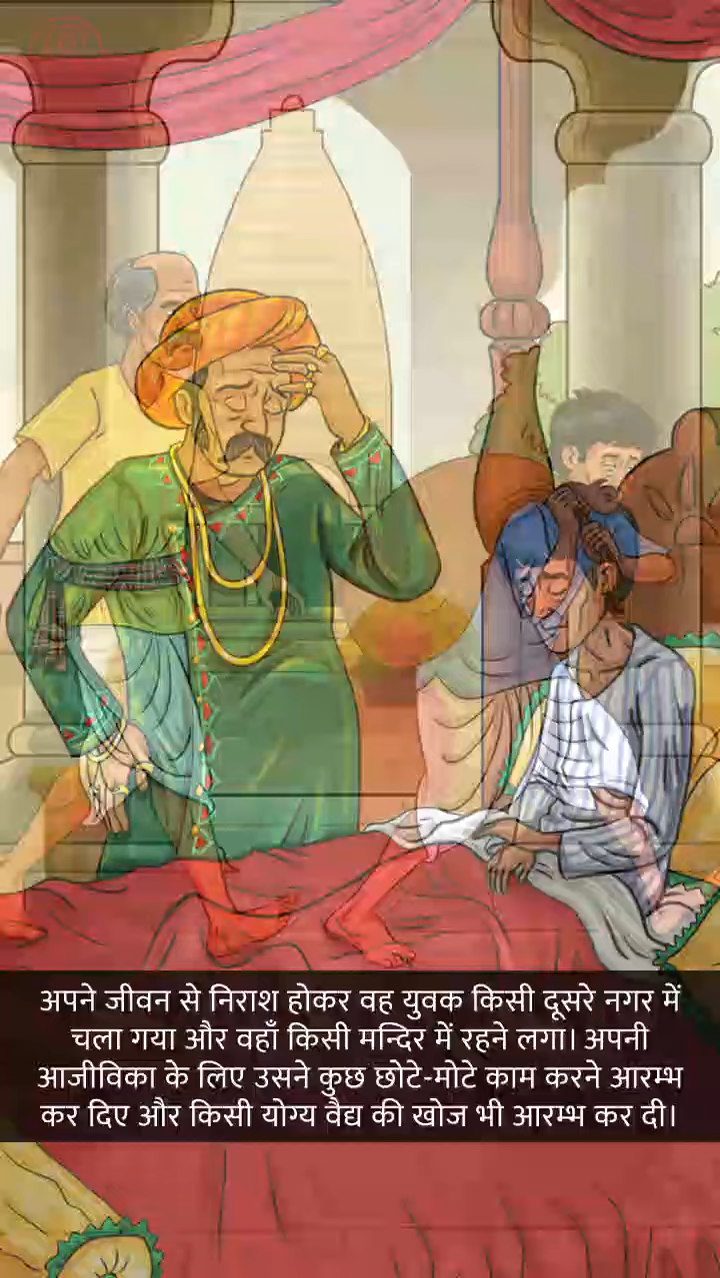 अपने जीवन से निराश होकर वह युवक किसी दूसरे नगर में
चला गया और वहाँ किसी मन्दिर में रहने लगा। अपनी
आजीविका के लिए उसने कुछ छोटे-मोटे काम करने आरम्भ
कर दिए और किसी योग्य वैद्य की खोज भी आरम्भ कर दी।